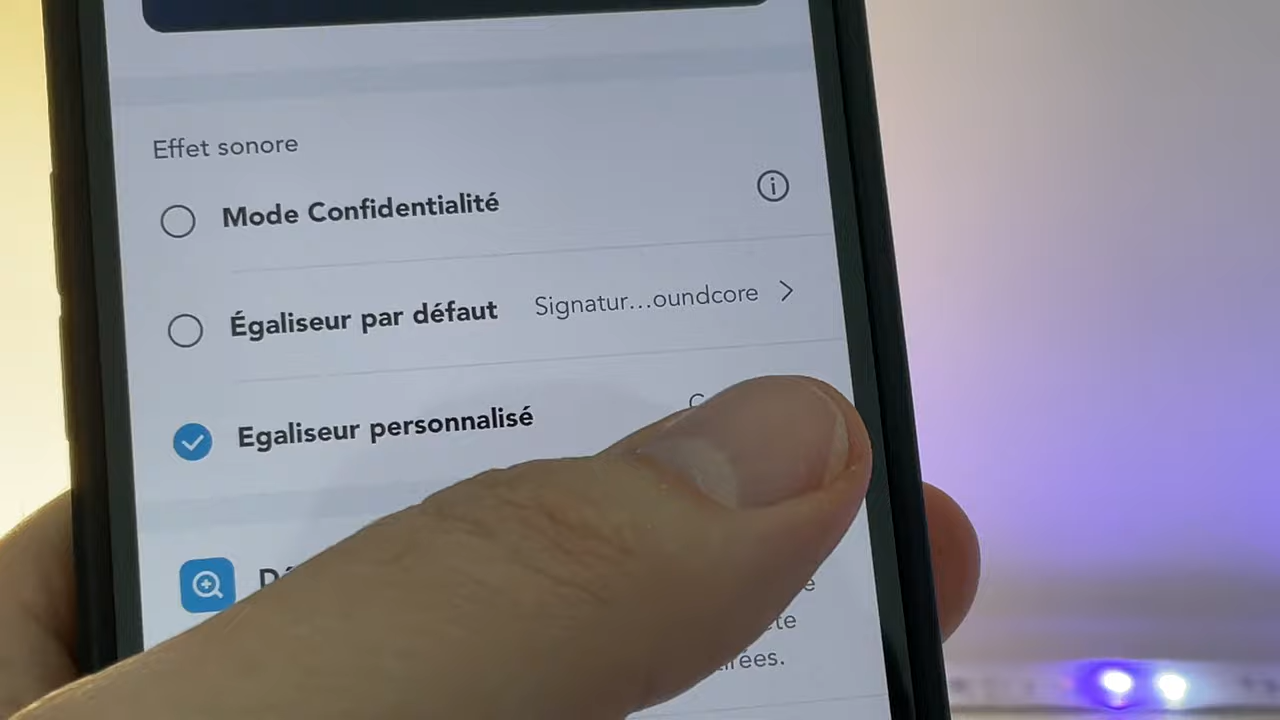 Effet sonore
Mode Confidentialité
Égaliseur par défaut Signatur...oundcore
Egaliseur personnalisé